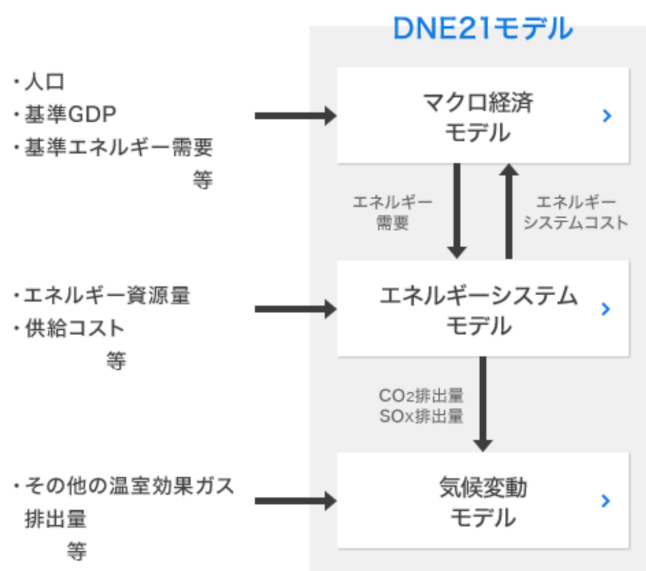 DNE21モデル
・人口
・基準GDP
・基準エネルギー需要
等
マクロ経済
モデル
エネルギー
需要
エネルギー
システムコスト
・エネルギー資源量
・供給コスト
等
エネルギーシステム
モデル
CO2排出量
SOX排出量
・その他の温室効果ガス
排出量
等
気候変動
モデル